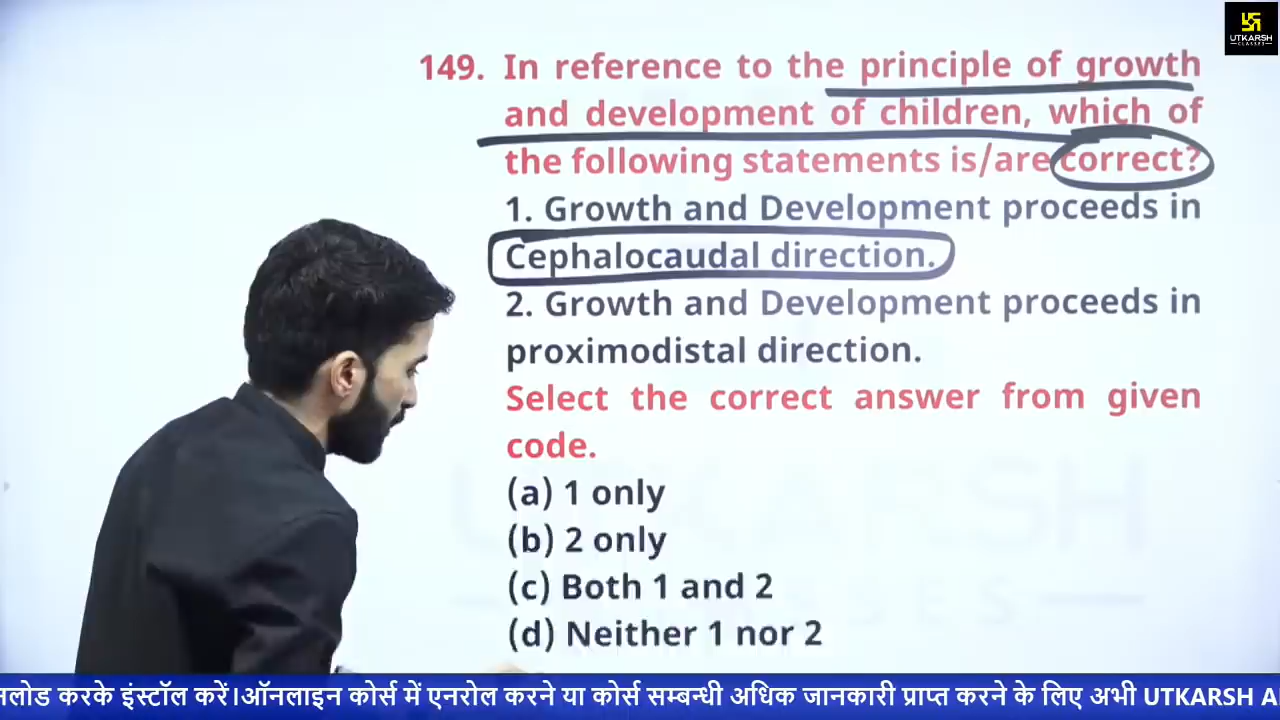 UTKARSH
CLASSES
149. In reference to the principle of growth
and development of children, which of
the following statements is/are correct?
1. Growth and Development proceeds in
Cephalocaudal direction.
2. Growth and Development proceeds in
proximodistal direction.
Select the correct answer from given
code.
(a) 1 only
(b) 2 only
(c) Both 1 and 2
(d) Neither 1 nor 2
UTKARSH
CLASSES
करके इंस्टॉल करें।ऑनलाइन कोर्स में एनरोल करने या कोर्स सम्बन्धी अधिक जानकारी प्राप्त करने के लिए अभी UTKARSH